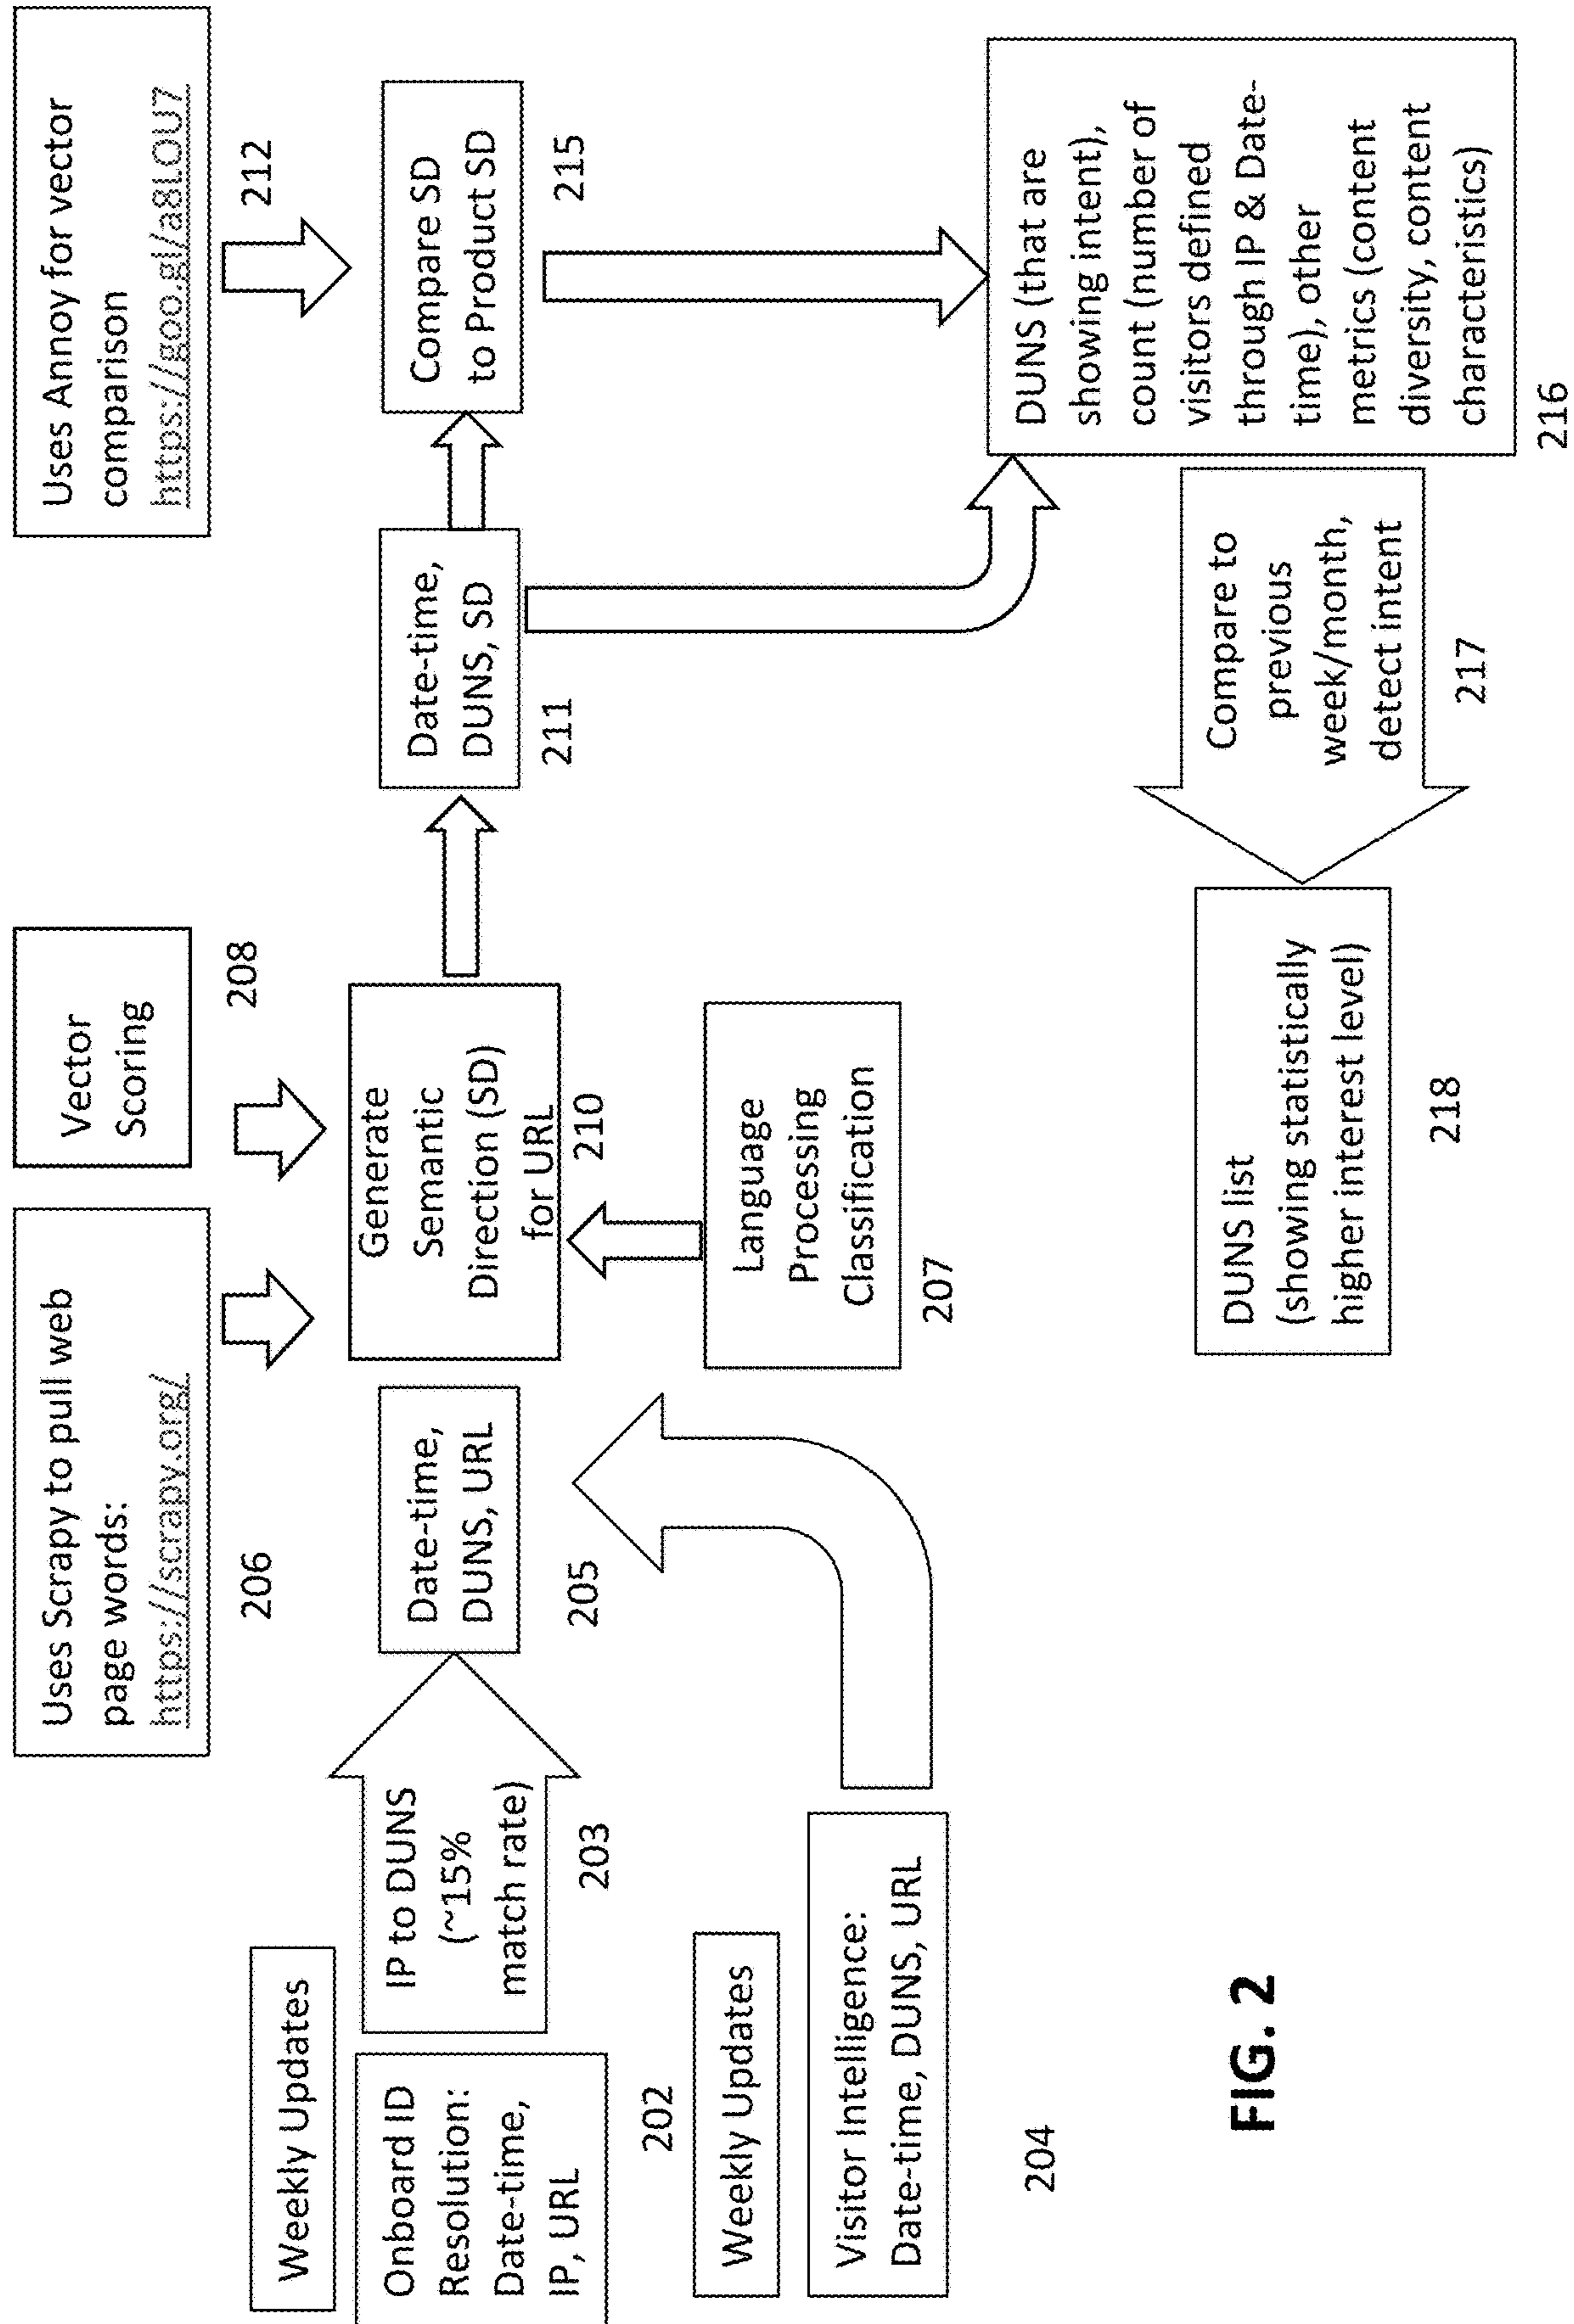 Weekly Updates
Onboard ID
Resolution:
Date-time,
IP, URL
202
IP to DUNS
(~15%
match rate)
203
Weekly Updates
Visitor Intelligence:
Date-time, DUNS, URL
204
Date-time,
DUNS, URL
205
Uses Scrapy to pull web
page words:
https://scrapy.org/
206
Vector
Scoring
208
Generate
Semantic
Direction (SD)
for URL
210
Language
Processing
Classification
207
Date-time,
DUNS, SD
211
Uses Annoy for vector
comparison
https://goo.gl/a8LOU7
212
Compare SD
to Product SD
215
DUNS (that are
showing intent),
count (number of
visitors defined
through IP & Date-
time), other
metrics (content
diversity, content
characteristics)
216
Compare to
previous
week/month,
detect intent
217
DUNS list
(showing statistically
higher interest level)
218
FIG. 2